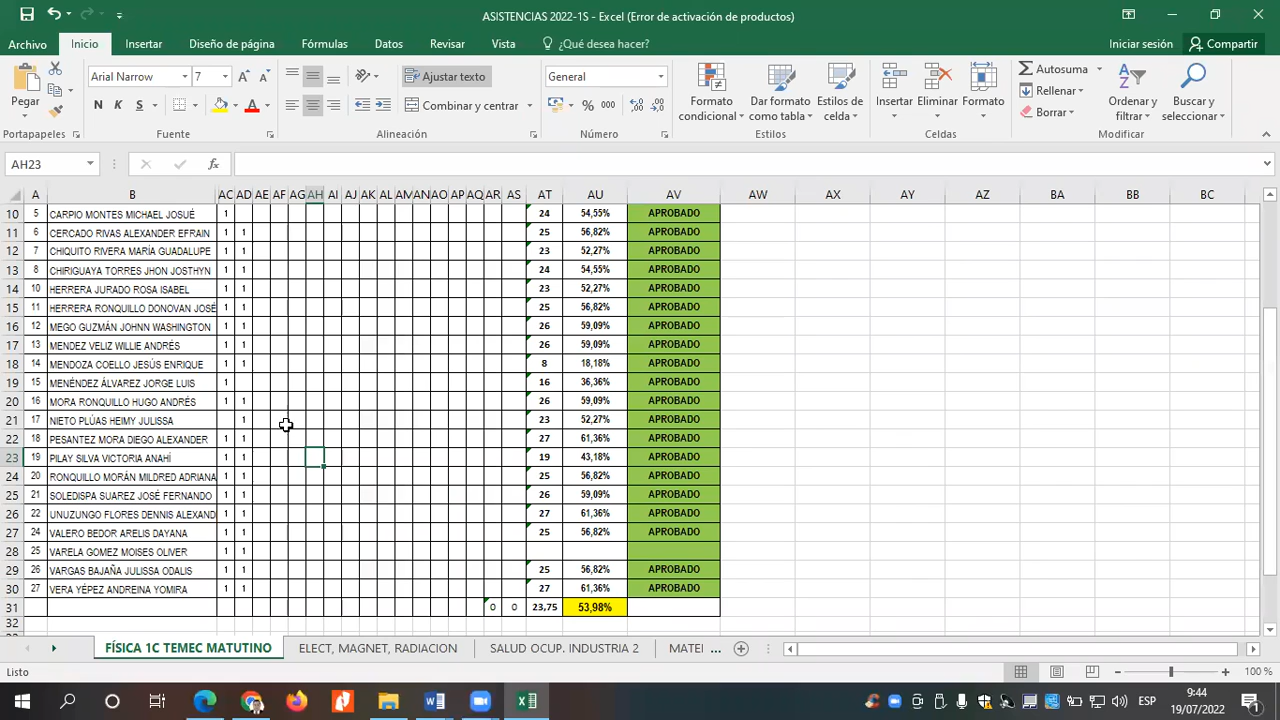 ASISTENCIAS 2022-1S - Excel (Error de activación de productos)
Archivo Inicio Insertar Diseño de página Fórmulas Datos Revisar Vista ¿Qué desea hacer? Iniciar sesión Compartir
Pegar Arial Narrow 7 Ajustar texto General Formato condicional Dar formato como tabla Estilos de celda Insertar Eliminar Formato Autosuma Rellenar Borrar Ordenar y filtrar Buscar y seleccionar
N K S Combinar y centrar % 000
Portapapeles Fuente Alineación Número Estilos Celdas Modificar
AH23 fx
A B AC AD AE AF AG AH AI AJ AK AL AM AN AO AP AQ AR AS AT AU AV AW AX AY AZ BA BB BC
10 5 CARPIO MONTES MICHAEL JOSUÉ 1 24 54,55% APROBADO
11 6 CERCADO RIVAS ALEXANDER EFRAIN 1 1 25 56,82% APROBADO
12 7 CHIQUITO RIVERA MARÍA GUADALUPE 1 1 23 52,27% APROBADO
13 8 CHIRIGUAYA TORRES JHON JOSTHYN 1 1 24 54,55% APROBADO
14 10 HERRERA JURADO ROSA ISABEL 1 1 23 52,27% APROBADO
15 11 HERRERA RONQUILLO DONOVAN JOSÉ 1 1 25 56,82% APROBADO
16 12 MEGO GUZMÁN JOHNN WASHINGTON 1 1 26 59,09% APROBADO
17 13 MENDEZ VELIZ WILLIE ANDRÉS 1 1 26 59,09% APROBADO
18 14 MENDOZA COELLO JESÚS ENRIQUE 1 1 8 18,18% APROBADO
19 15 MENÉNDEZ ÁLVAREZ JORGE LUIS 1 16 36,36% APROBADO
20 16 MORA RONQUILLO HUGO ANDRÉS 1 1 26 59,09% APROBADO
21 17 NIETO PLÚAS HEIMY JULISSA 1 23 52,27% APROBADO
22 18 PESANTEZ MORA DIEGO ALEXANDER 1 1 27 61,36% APROBADO
23 19 PILAY SILVA VICTORIA ANAHÍ 1 1 19 43,18% APROBADO
24 20 RONQUILLO MORÁN MILDRED ADRIANA 1 1 25 56,82% APROBADO
25 21 SOLEDISPA SUAREZ JOSÉ FERNANDO 1 1 26 59,09% APROBADO
26 22 UNUZUNGO FLORES DENNIS ALEXAND 1 1 27 61,36% APROBADO
27 24 VALERO BEDOR ARELIS DAYANA 1 1 25 56,82% APROBADO
28 25 VARELA GOMEZ MOISES OLIVER 1 1
29 26 VARGAS BAJAÑA JULISSA ODALIS 1 1 25 56,82% APROBADO
30 27 VERA YÉPEZ ANDREINA YOMIRA 1 1 27 61,36% APROBADO
31 0 0 23,75 53,98%
32
FÍSICA 1C TEMEC MATUTINO ELECT, MAGNET, RADIACION SALUD OCUP. INDUSTRIA 2 MATEI ...
Listo 100 %
ESP 9:44
19/07/2022